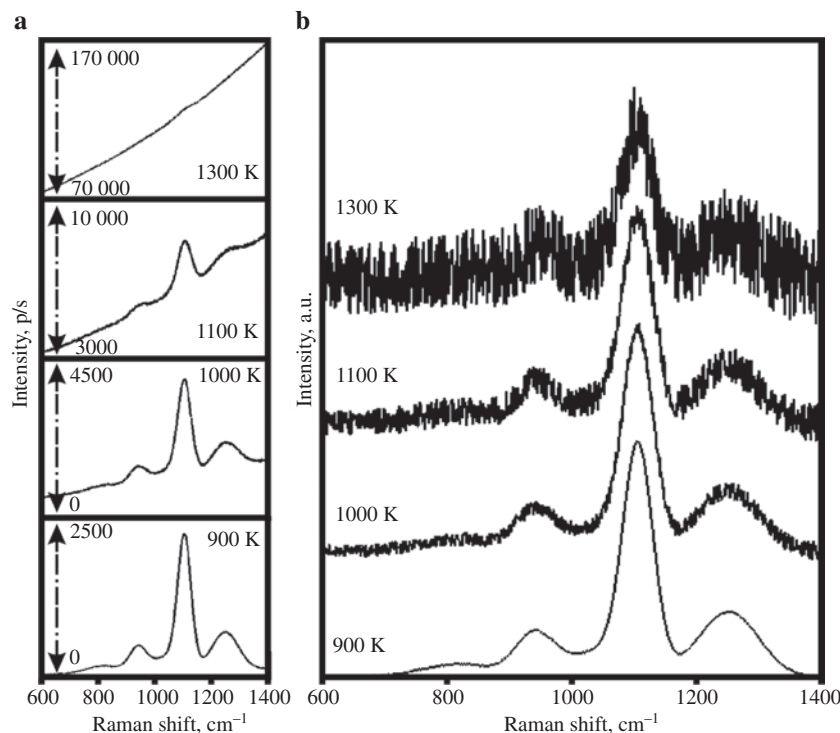 a
170 000
70 000
1300 K
10 000
3000
1100 K
4500
1000 K
0
2500
900 K
0
600 800 1000 1200 1400
Raman shift, cm⁻¹
Intensity, p/s
b
1300 K
1100 K
1000 K
900 K
600 800 1000 1200 1400
Raman shift, cm⁻¹
Intensity, a.u.